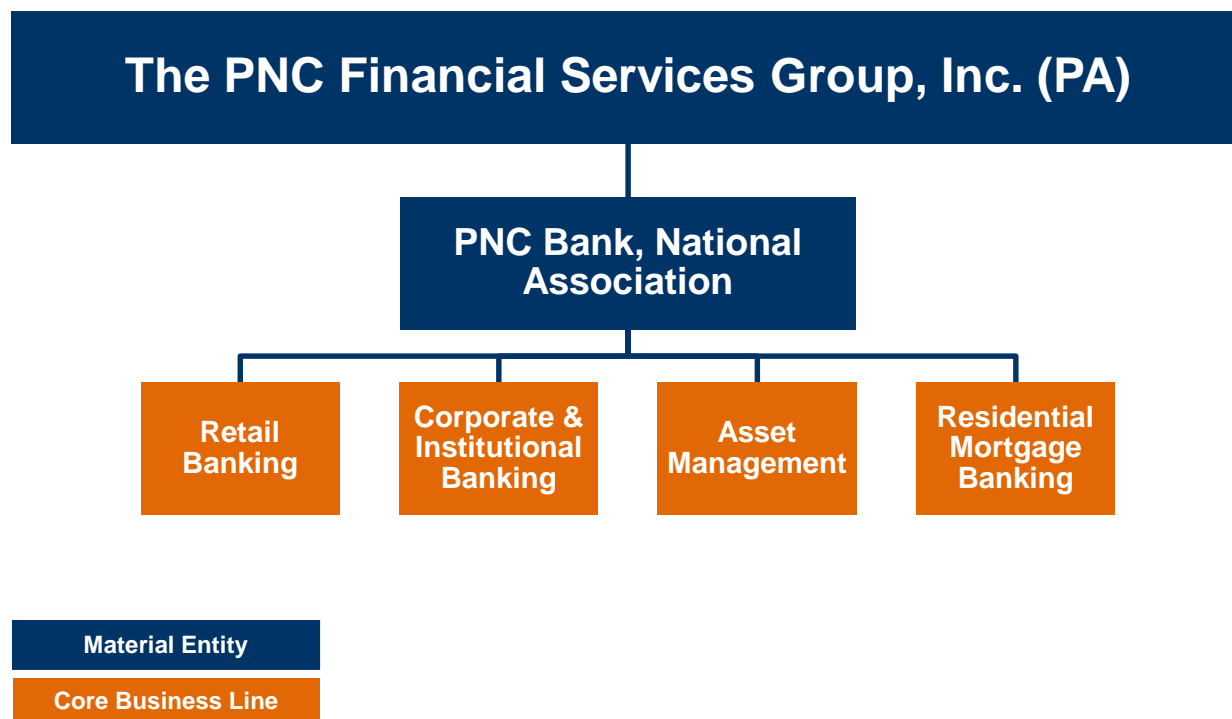 The PNC Financial Services Group, Inc. (PA)
PNC Bank, National
Association
Retail
Banking
Corporate &
Institutional
Banking
Asset
Management
Residential
Mortgage
Banking
Material Entity
Core Business Line